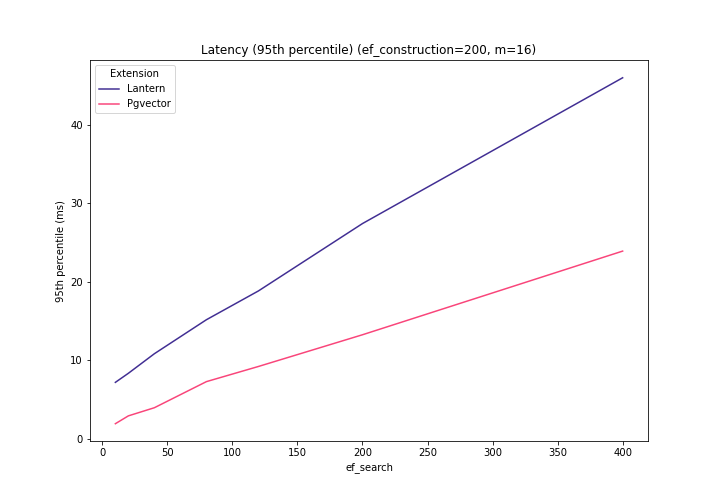 Latency (95th percentile) (ef_construction=200, m=16)
Extension
Lantern
Pgvector
95th percentile (ms)
40
30
20
10
0
0 50 100 150 200 250 300 350 400
ef_search